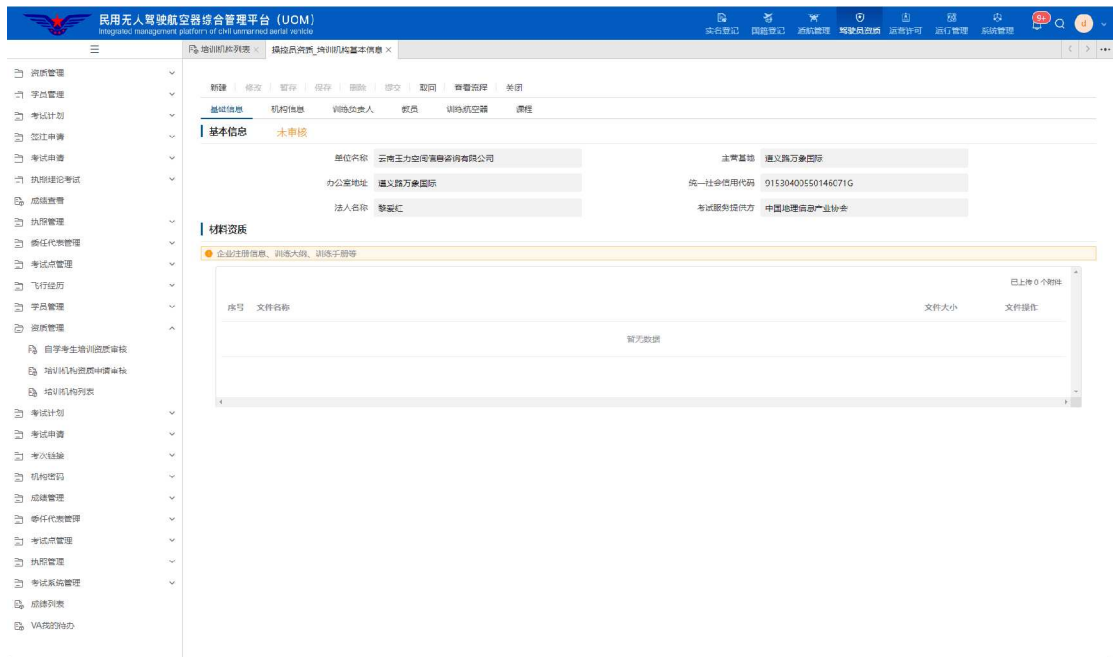 民用无人驾驶航空器综合管理平台（UOM）
Integrated management platform of civil unmanned aerial vehicle
实名登记 国籍登记 适航管理 驾驶员资质 运营许可 运行管理 系统管理
9+
d
培训机构列表 × 操控员资质_培训机构基本信息 ×
资质管理
学员管理
考试计划
签注申请
考试申请
执照理论考试
成绩查看
执照管理
委任代表管理
考试点管理
飞行经历
学员管理
资质管理
自学考生培训资质审核
培训机构资质申请审核
培训机构列表
考试计划
考试申请
考次链接
机构密码
成绩管理
委任代表管理
考试点管理
执照管理
考试系统管理
成绩列表
VA我的待办
新建 修改 暂存 保存 删除 提交 取回 查看流程 关闭
基础信息 机构信息 训练负责人 教员 训练航空器 课程
基本信息 未审核
单位名称 云南王力空间信息咨询有限公司 主营基地 遵义路万象国际
办公室地址 遵义路万象国际 统一社会信用代码 91530400550146071G
法人名称 黎爱红 考试服务提供方 中国地理信息产业协会
材料资质
企业注册信息、训练大纲、训练手册等
已上传 0 个附件
序号 文件名称 文件大小 文件操作
暂无数据